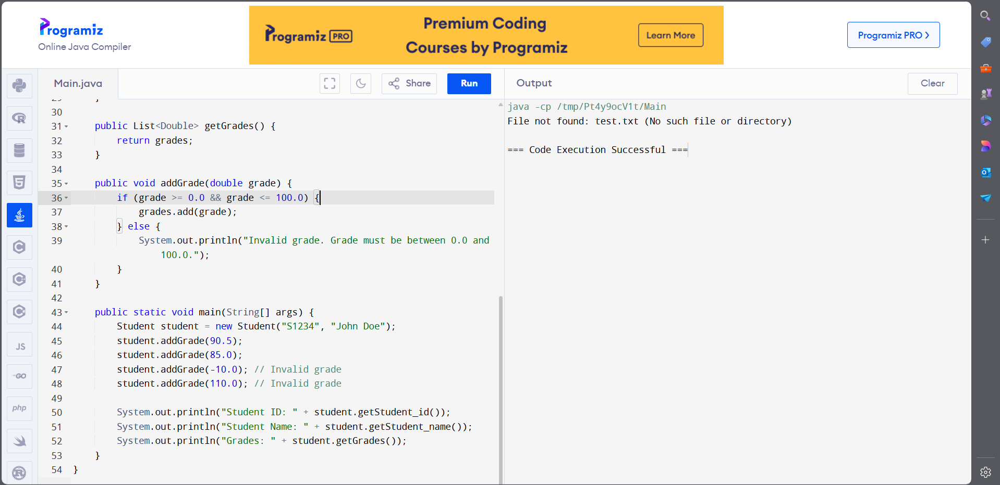 Programiz
Online Java Compiler
Programiz PRO
Premium Coding
Courses by Programiz
Learn More
Programiz PRO ›
Main.java
Share
Run
Output
Clear
30
31 public List<Double> getGrades() {
32 return grades;
33 }
34
35 public void addGrade(double grade) {
36 if (grade >= 0.0 && grade <= 100.0) {
37 grades.add(grade);
38 } else {
39 System.out.println("Invalid grade. Grade must be between 0.0 and
100.0.");
40 }
41 }
42
43 public static void main(String[] args) {
44 Student student = new Student("S1234", "John Doe");
45 student.addGrade(90.5);
46 student.addGrade(85.0);
47 student.addGrade(-10.0); // Invalid grade
48 student.addGrade(110.0); // Invalid grade
49
50 System.out.println("Student ID: " + student.getStudent_id());
51 System.out.println("Student Name: " + student.getStudent_name());
52 System.out.println("Grades: " + student.getGrades());
53 }
54 }
java -cp /tmp/Pt4y9ocV1t/Main
File not found: test.txt (No such file or directory)
=== Code Execution Successful ===
R
5
C
C
C
JS
GO
php
R